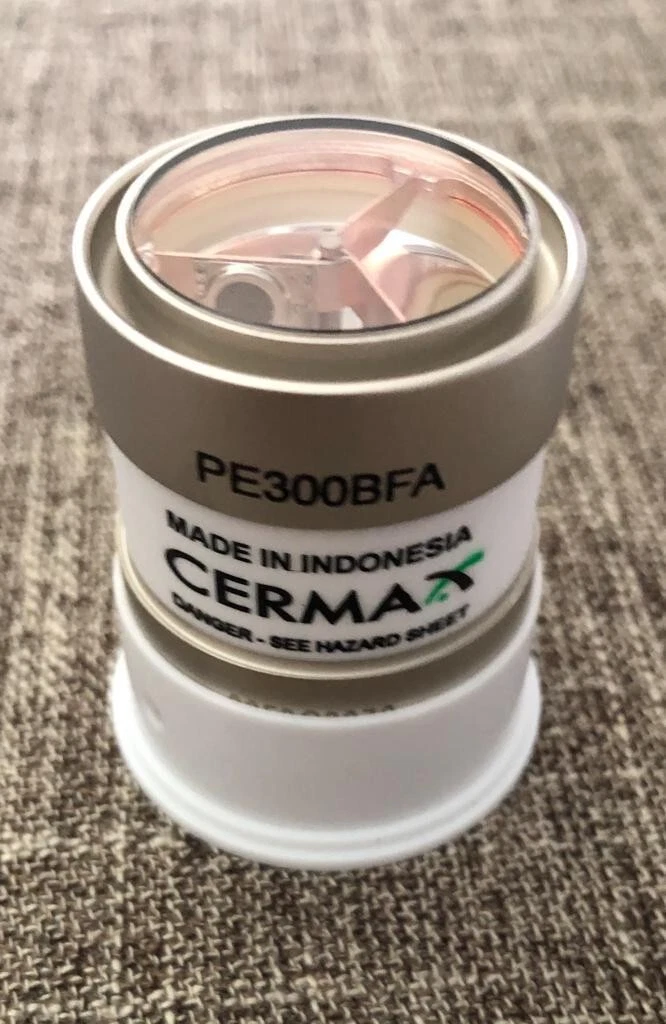 PE300BFA
MADE IN INDONESIA
CERMAX
DANGER - SEE HAZARD SHEET